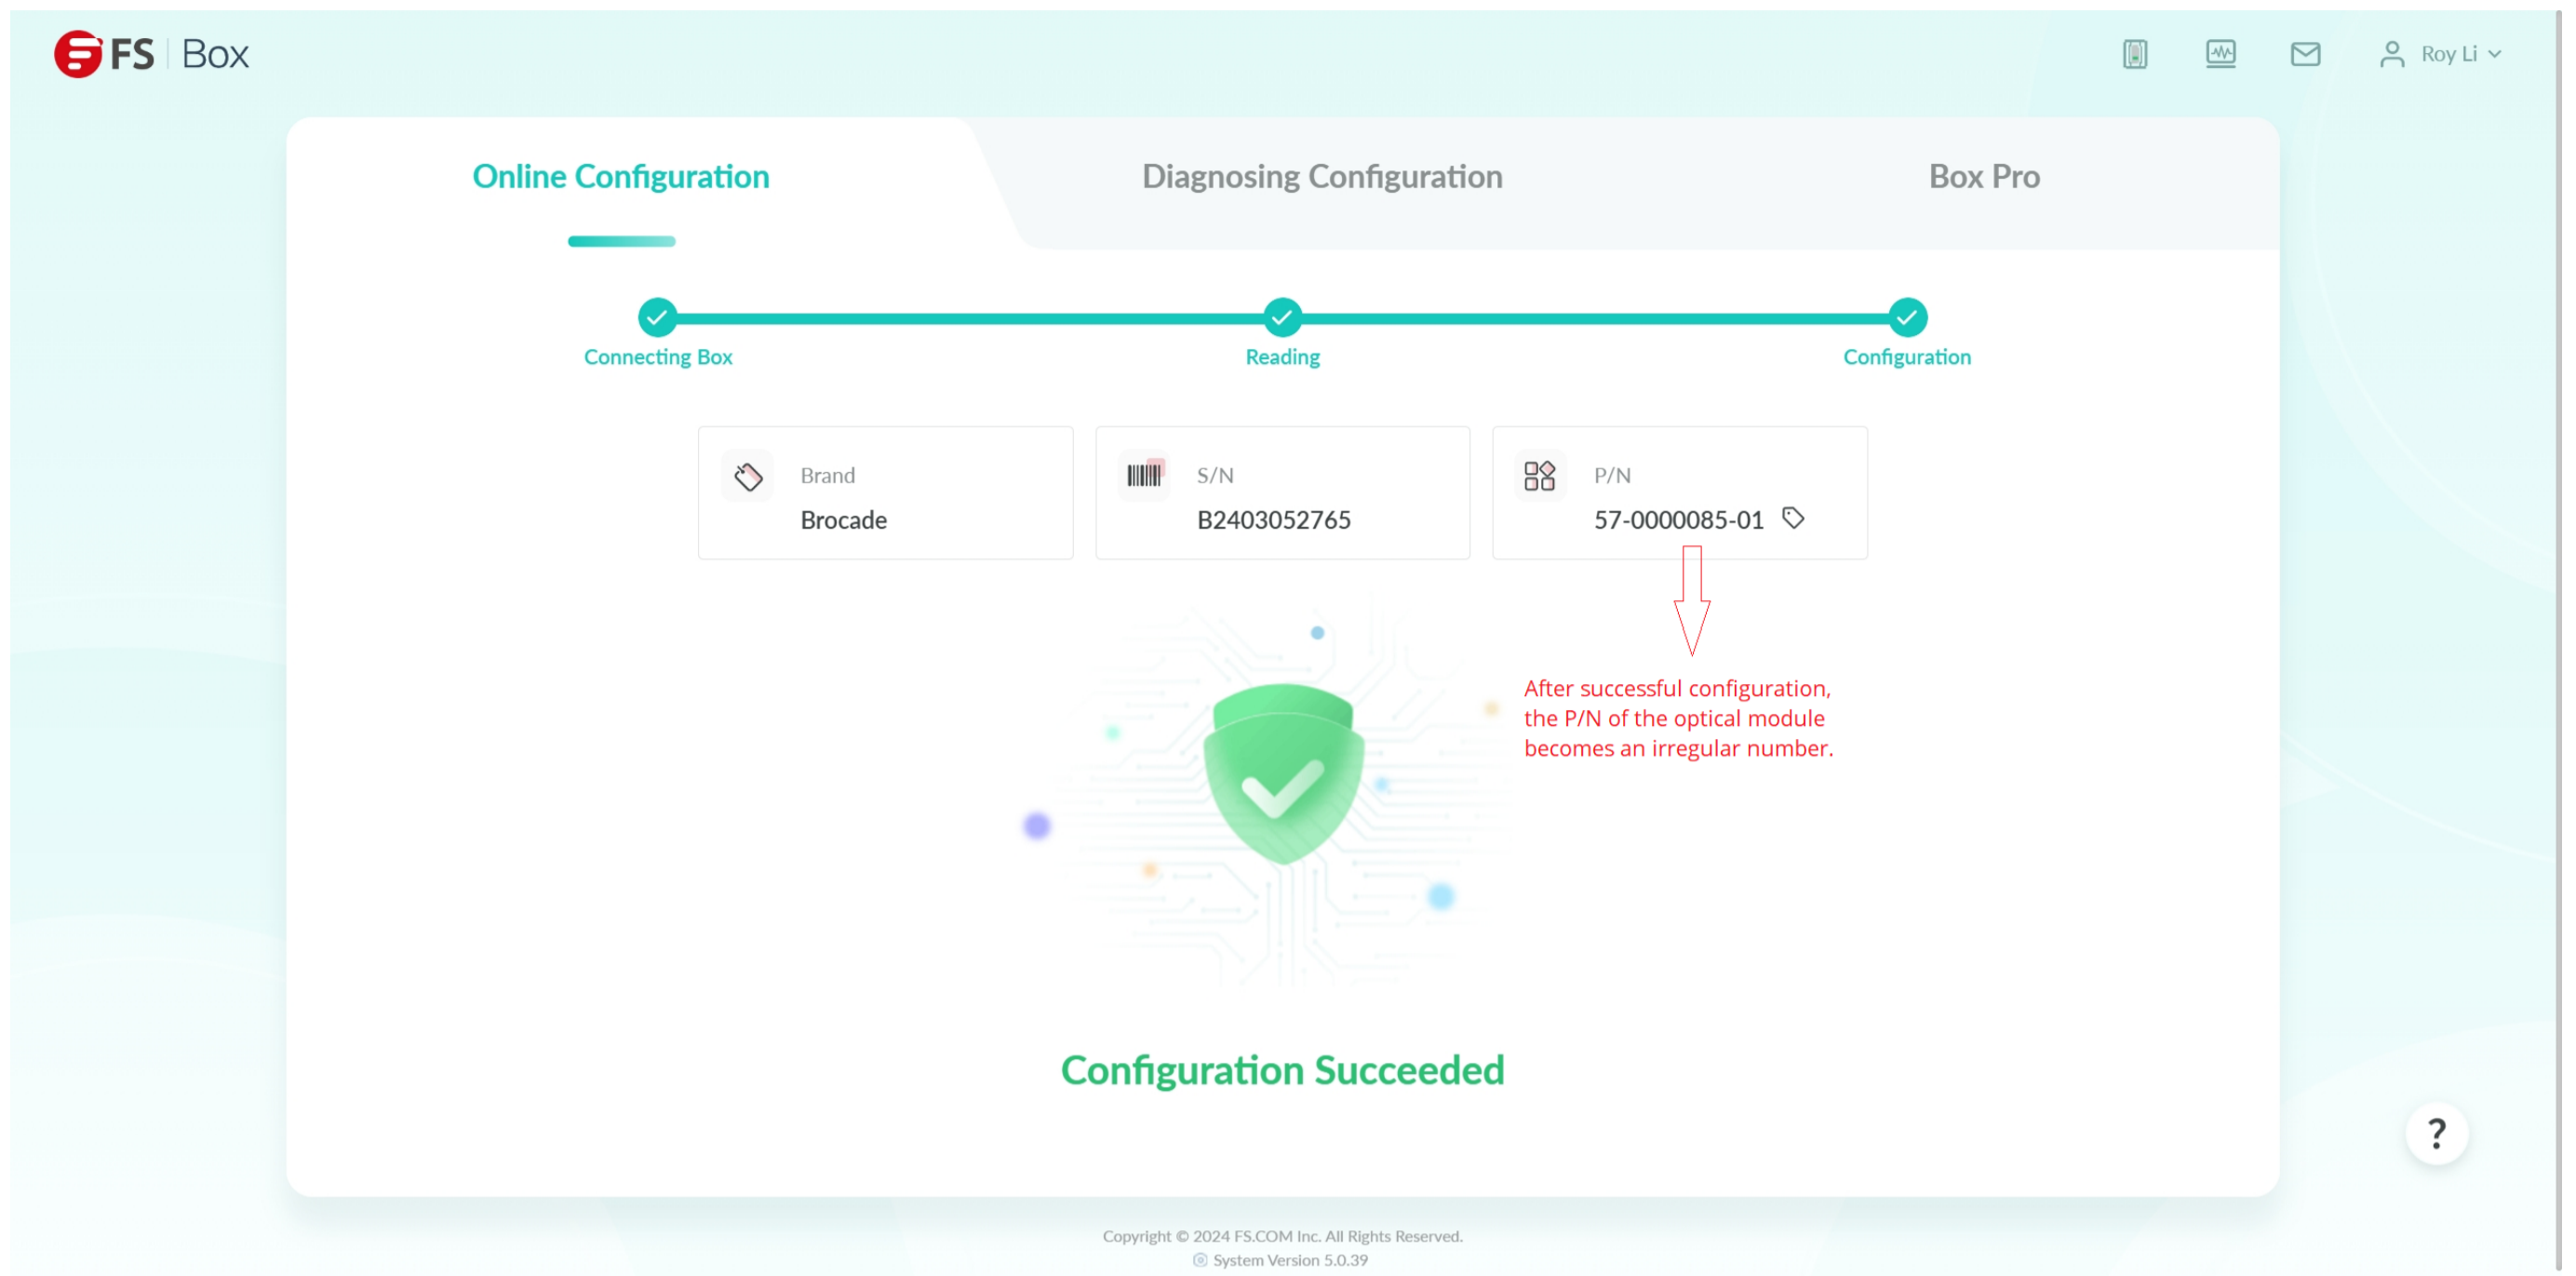 FS | Box
Roy Li
Online Configuration
Diagnosing Configuration
Box Pro
Connecting Box
Reading
Configuration
Brand
Brocade
S/N
B2403052765
P/N
57-0000085-01
After successful configuration,
the P/N of the optical module
becomes an irregular number.
Configuration Succeeded
?
Copyright © 2024 FS.COM Inc. All Rights Reserved.
System Version 5.0.39